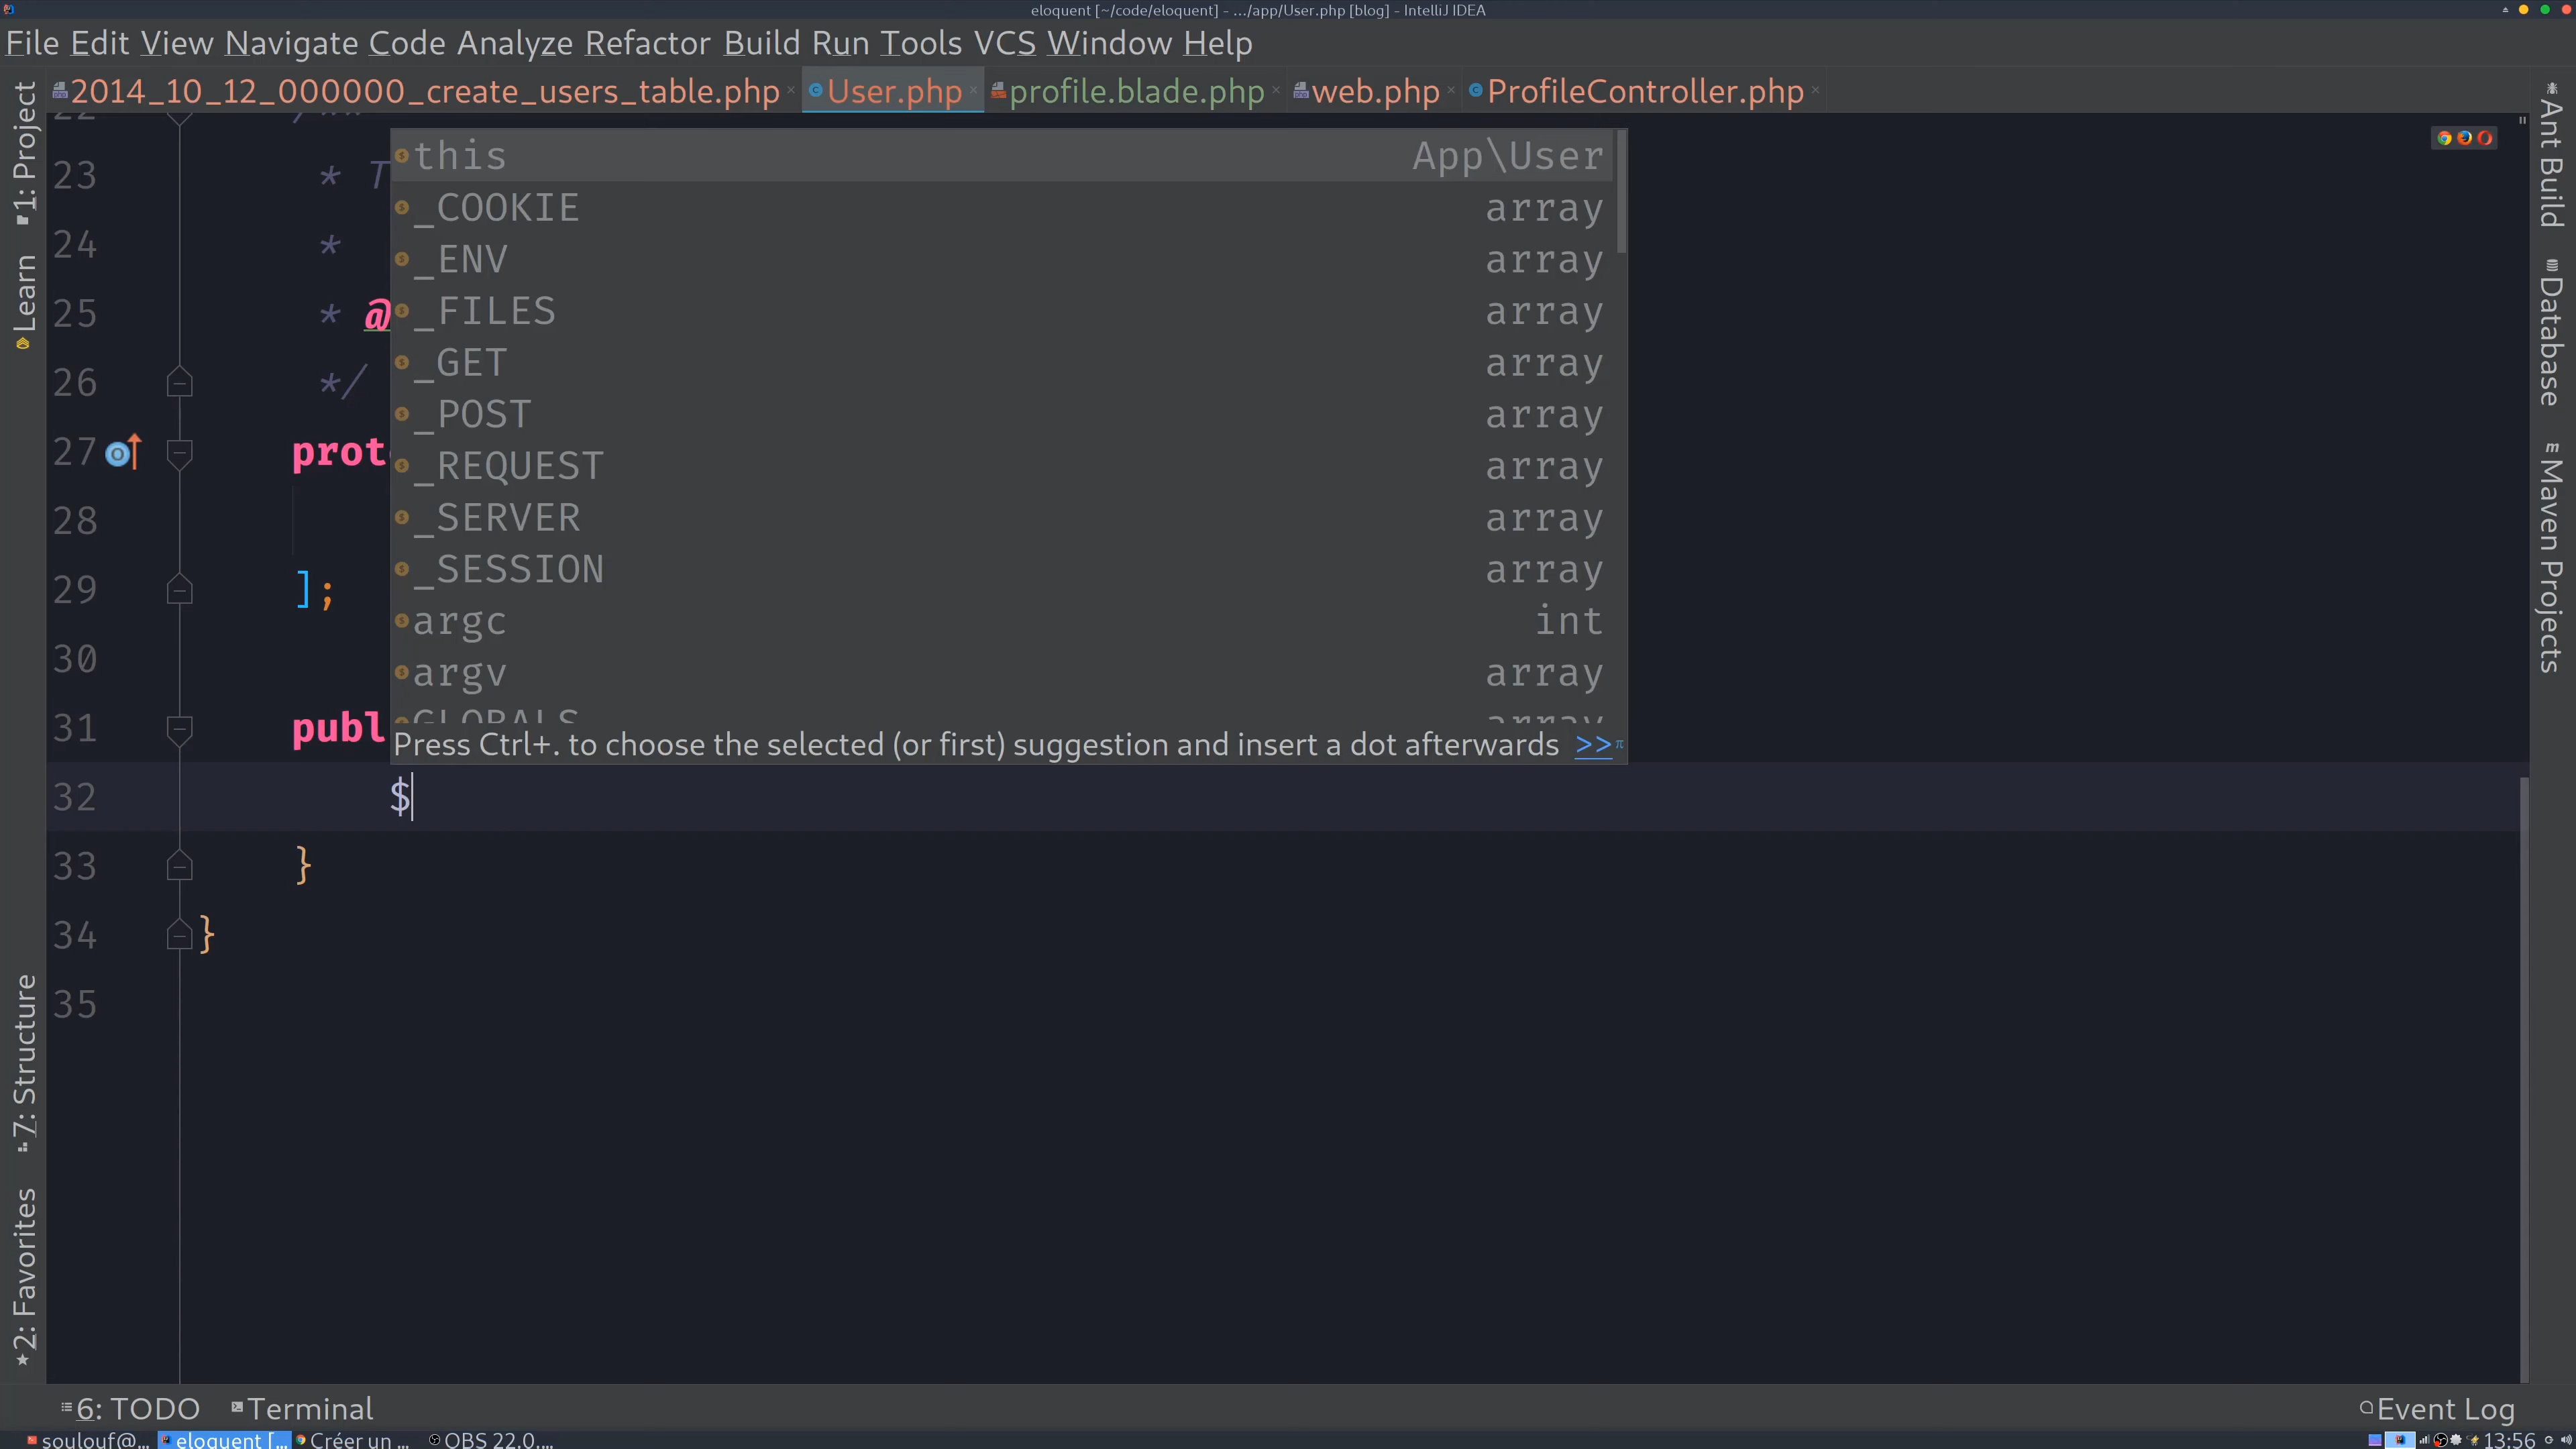 eloquent [~/code/eloquent] - .../app/User.php [blog] - IntelliJ IDEA
File Edit View Navigate Code Analyze Refactor Build Run Tools VCS Window Help
2014_10_12_000000_create_users_table.php User.php profile.blade.php web.php ProfileController.php
1: Project
Learn
7: Structure
2: Favorites
this App\User
23 * T _COOKIE array
24 * _ENV array
25 * @ _FILES array
_GET array
26 */ _POST array
27 prot _REQUEST array
28 _SERVER array
_SESSION array
29 ]; argc int
30 argv array
GLOBALS array
31 publ Press Ctrl+. to choose the selected (or first) suggestion and insert a dot afterwards >> π
32 $
33 }
34 }
35
Ant Build
Database
Maven Projects
6: TODO Terminal Event Log
soulouf@... eloquent [... Créer un ... OBS 22.0.... 13:56